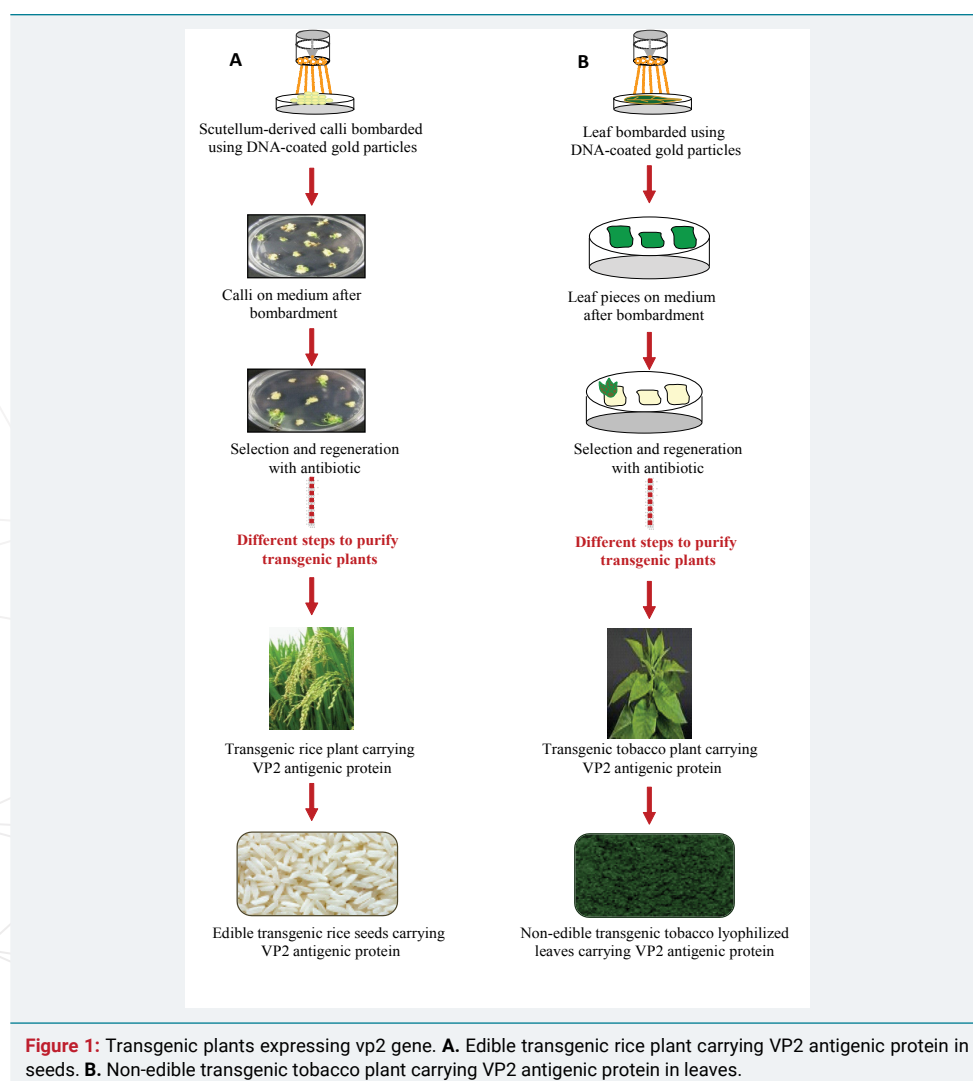 A
Scutellum-derived calli bombarded
using DNA-coated gold particles
Calli on medium after
bombardment
Selection and regeneration
with antibiotic
Different steps to purify
transgenic plants
Transgenic rice plant carrying
VP2 antigenic protein
Edible transgenic rice seeds carrying
VP2 antigenic protein
B
Leaf bombarded using
DNA-coated gold particles
Leaf pieces on medium
after bombardment
Selection and regeneration
with antibiotic
Different steps to purify
transgenic plants
Transgenic tobacco plant carrying
VP2 antigenic protein
Non-edible transgenic tobacco lyophilized
leaves carrying VP2 antigenic protein
Figure 1: Transgenic plants expressing vp2 gene. A. Edible transgenic rice plant carrying VP2 antigenic protein in
seeds. B. Non-edible transgenic tobacco plant carrying VP2 antigenic protein in leaves.